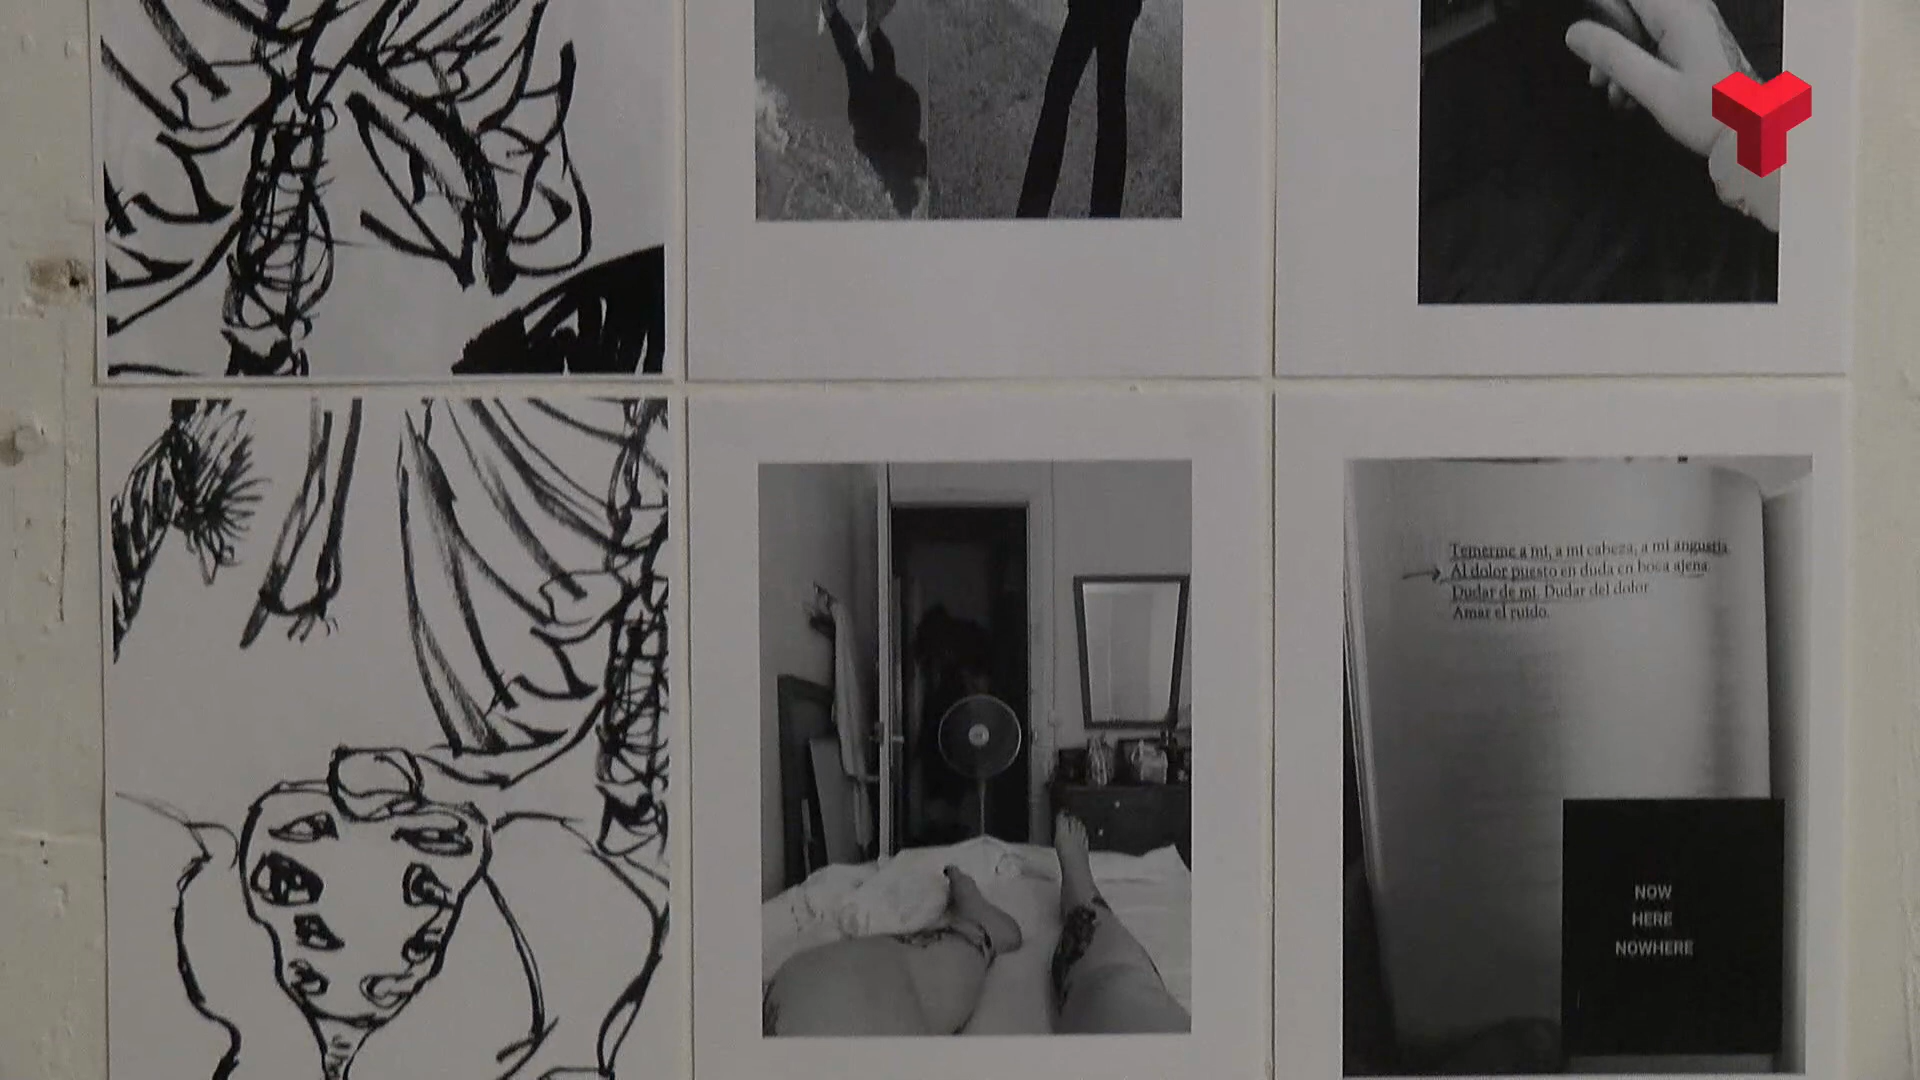 Temerme a mí, a mi cabeza, a mi angustia
Al dolor puesto en duda en boca ajena.
Dudar de mí. Dudar del dolor.
Amar el ruido.
NOW
HERE
NOWHERE